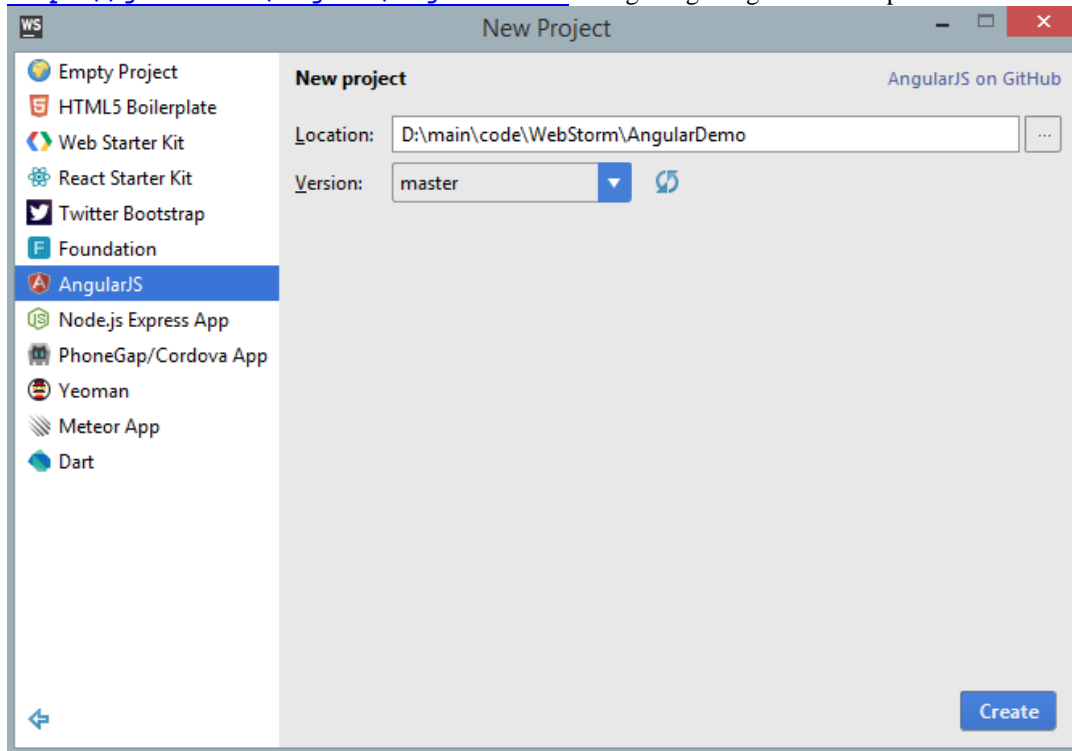 WS
New Project
Empty Project
HTML5 Boilerplate
Web Starter Kit
React Starter Kit
Twitter Bootstrap
Foundation
AngularJS
Node.js Express App
PhoneGap/Cordova App
Yeoman
Meteor App
Dart
New project
AngularJS on GitHub
Location: D:\main\code\WebStorm\AngularDemo ...
Version: master
Create